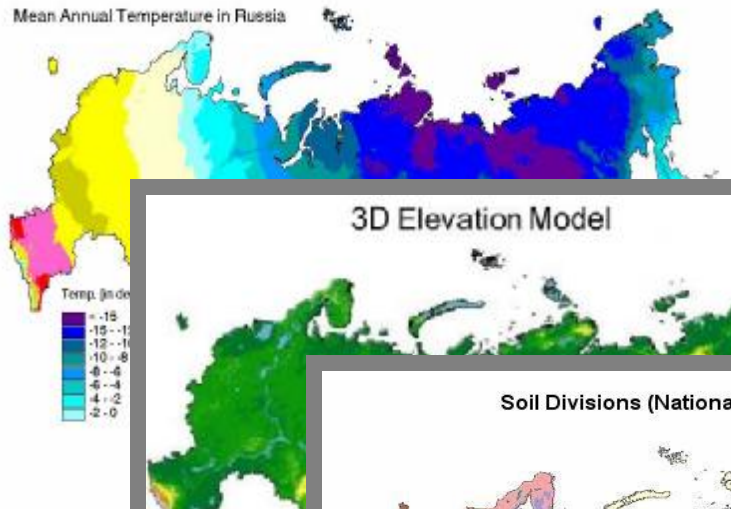 Mean Annual Temperature in Russia
3D Elevation Model
Temp. [in de
< -15
-12 - -1
-10 - -8
-8 - -6
-6 - -4
-4 - -2
-2 - 0
Soil Divisions (Nationa